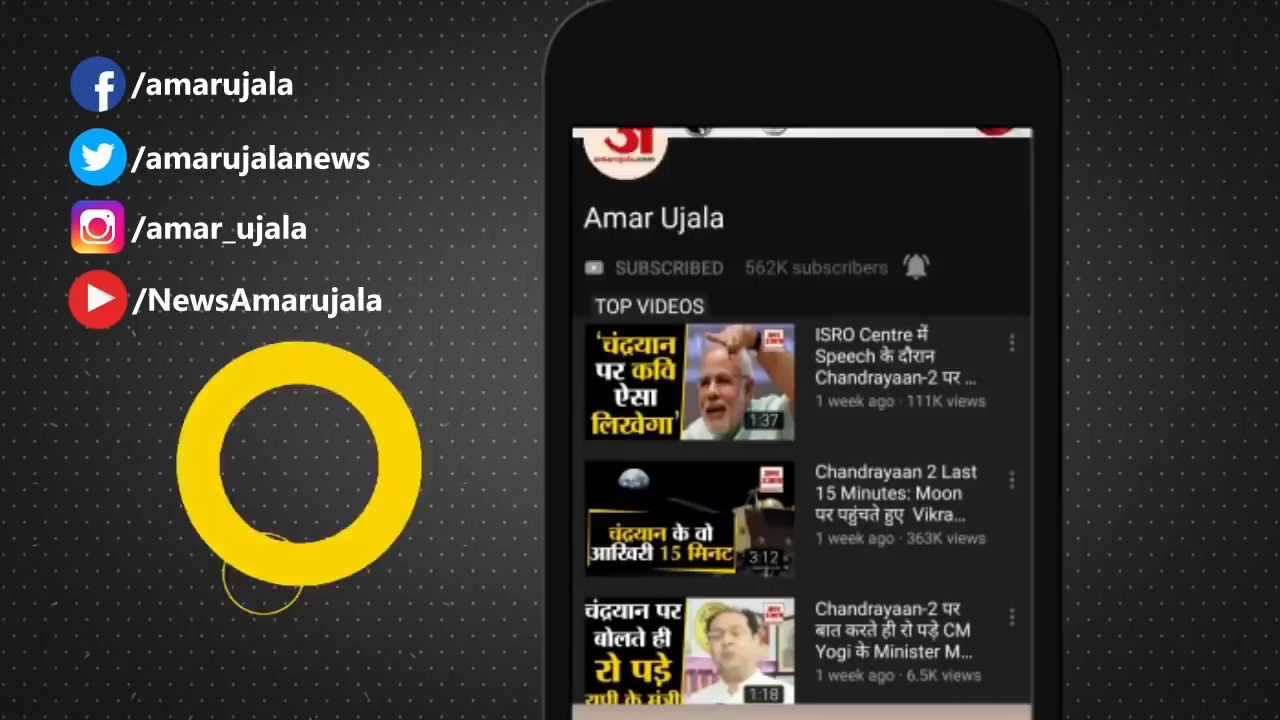 /amarujala
/amarujalanews
/amar_ujala
/NewsAmarujala
अ
amarujala.com
Amar Ujala
SUBSCRIBED 562K subscribers
TOP VIDEOS
'चंद्रयान
पर कवि
ऐसा
लिखेगा'
1:37
ISRO Centre में
Speech के दौरान
Chandrayaan-2 पर ...
1 week ago · 111K views
चंद्रयान के वो
आखिरी 15 मिनट
3:12
Chandrayaan 2 Last
15 Minutes: Moon
पर पहुंचते हुए Vikra...
1 week ago · 363K views
चंद्रयान पर
बोलते ही
रो पड़े
यूपी के मंत्री
1:18
Chandrayaan-2 पर
बात करते ही रो पड़े CM
Yogi के Minister M...
1 week ago · 6.5K views